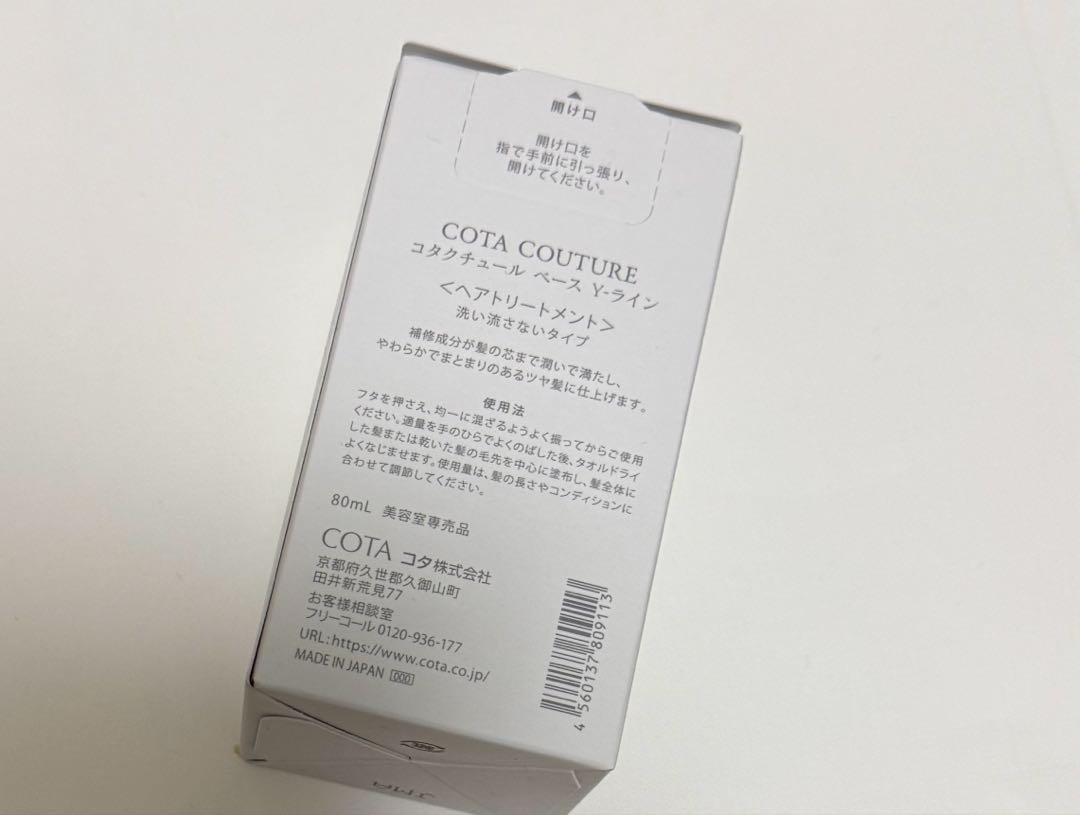 開け口
開け口を
指で手前に引っ張り、
開けてください。
COTA COUTURE
コタクチュール ベース Y-ライン
＜ヘアトリートメント＞
洗い流さないタイプ
補修成分が髪の芯まで潤いで満たし、
やわらかでまとまりのあるツヤ髪に仕上げます。
使用法
フタを押さえ、均一に混ざるようよく振ってからご使用
ください。適量を手のひらでよくのばした後、タオルドライ
した髪または乾いた髪の毛先を中心に塗布し、髪全体に
よくなじませます。使用量は、髪の長さやコンディションに
合わせて調節してください。
80mL 美容室専売品
COTA コタ株式会社
京都府久世郡久御山町
田井新荒見77
お客様相談室
フリーコール 0120-936-177
URL:https://www.cota.co.jp/
MADE IN JAPAN 000
4 560137 809113